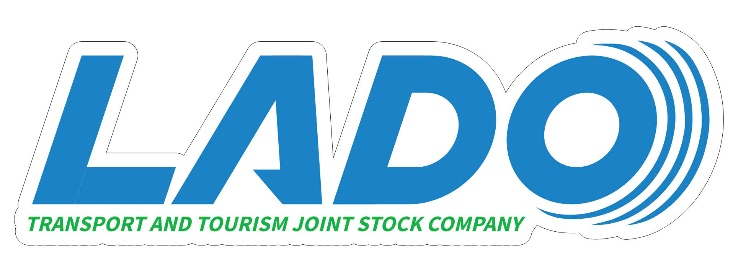 LADO
TRANSPORT AND TOURISM JOINT STOCK COMPANY